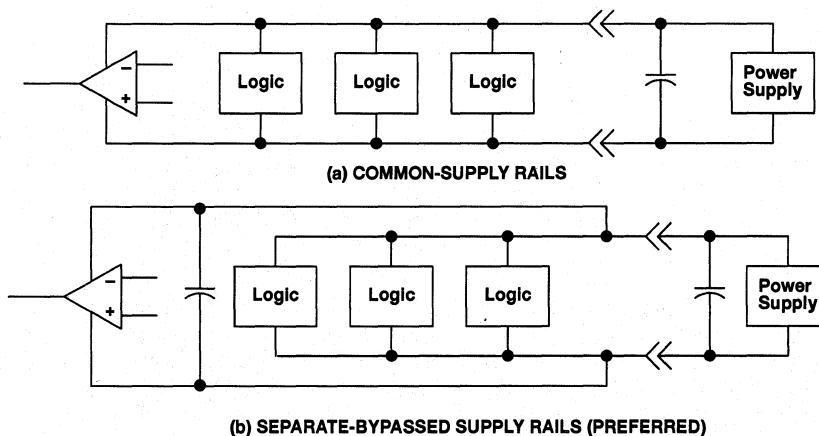 −
+
Logic
Logic
Logic
Power
Supply
(a) COMMON-SUPPLY RAILS
−
+
Logic
Logic
Logic
Power
Supply
(b) SEPARATE-BYPASSED SUPPLY RAILS (PREFERRED)